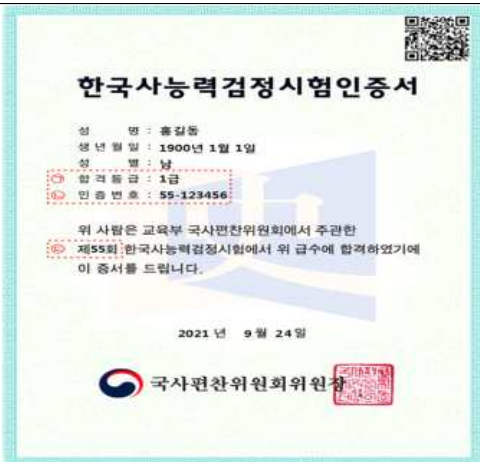 한국사능력검정시험인증서
성 명 : 홍길동
생 년 월 일 : 1900년 1월 1일
성 별 : 남
㉠ 합 격 등 급 : 1급
㉡ 인 증 번 호 : 55-123456
위 사람은 교육부 국사편찬위원회에서 주관한
㉢ 제55회 한국사능력검정시험에서 위 급수에 합격하였기에
이 증서를 드립니다.
2021 년 9 월 24 일
국사편찬위원회위원장
史